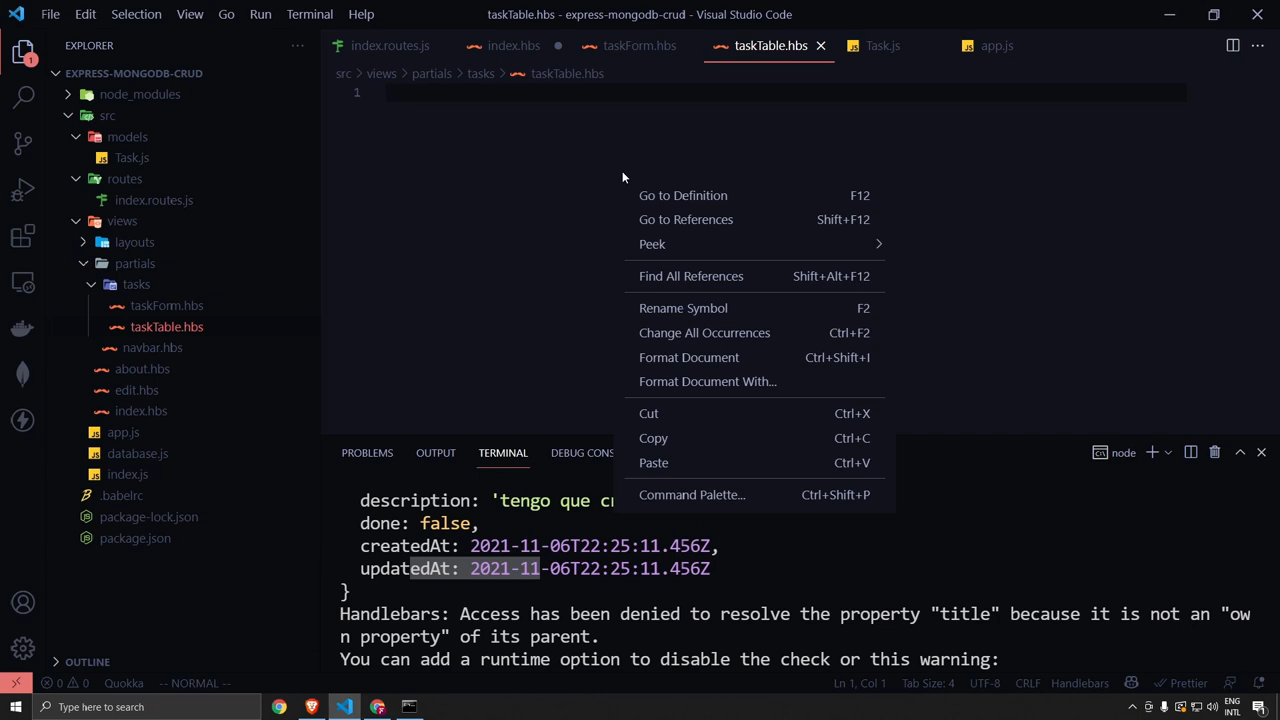 File Edit Selection View Go Run Terminal Help
taskTable.hbs - express-mongodb-crud - Visual Studio Code
EXPLORER
index.routes.js
index.hbs
taskForm.hbs
taskTable.hbs
Task.js
app.js
src
views
partials
tasks
taskTable.hbs
1
EXPRESS-MONGODB-CRUD
node_modules
src
models
Task.js
routes
index.routes.js
views
layouts
partials
tasks
taskForm.hbs
taskTable.hbs
navbar.hbs
about.hbs
edit.hbs
index.hbs
app.js
database.js
index.js
.babelrc
package-lock.json
package.json
OUTLINE
1
Go to Definition F12
Go to References Shift+F12
Peek
Find All References Shift+Alt+F12
Rename Symbol F2
Change All Occurrences Ctrl+F2
Format Document Ctrl+Shift+I
Format Document With...
Cut Ctrl+X
Copy Ctrl+C
Paste Ctrl+V
Command Palette... Ctrl+Shift+P
PROBLEMS OUTPUT TERMINAL DEBUG CONS
node
description: 'tengo que c
done: false,
createdAt: 2021-11-06T22:25:11.456Z,
updatedAt: 2021-11-06T22:25:11.456Z
}
Handlebars: Access has been denied to resolve the property "title" because it is not an "ow
n property" of its parent.
You can add a runtime option to disable the check or this warning:
0 0 Quokka -- NORMAL --
Ln 1, Col 1 Tab Size: 4 UTF-8 CRLF Handlebars Prettier
Type here to search
ENG
INTL